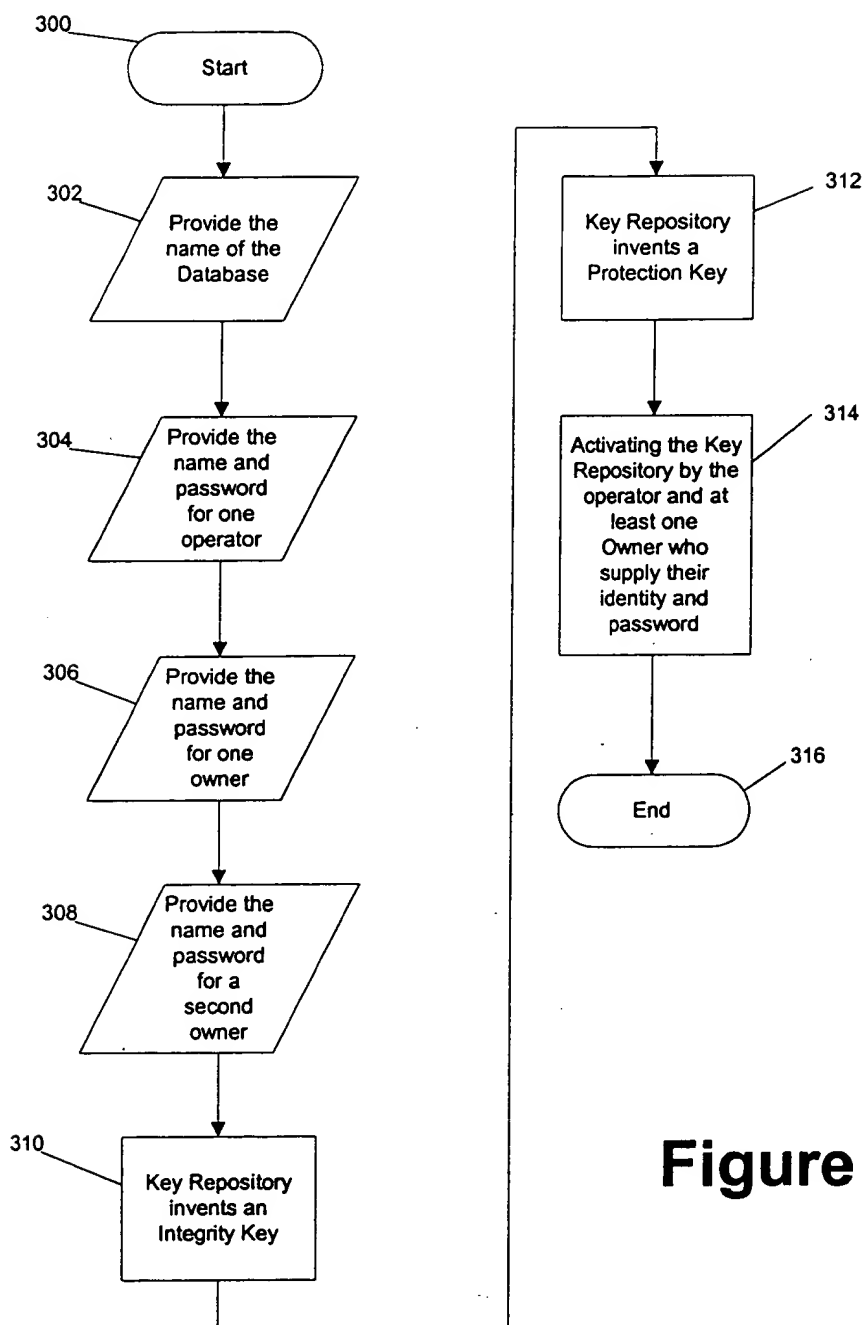 300
Start
302
Provide the
name of the
Database
304
Provide the
name and
password
for one
operator
306
Provide the
name and
password
for one
owner
308
Provide the
name and
password
for a
second
owner
310
Key Repository
invents an
Integrity Key
312
Key Repository
invents a
Protection Key
314
Activating the Key
Repository by the
operator and at
least one
Owner who
supply their
identity and
password
316
End
Figure